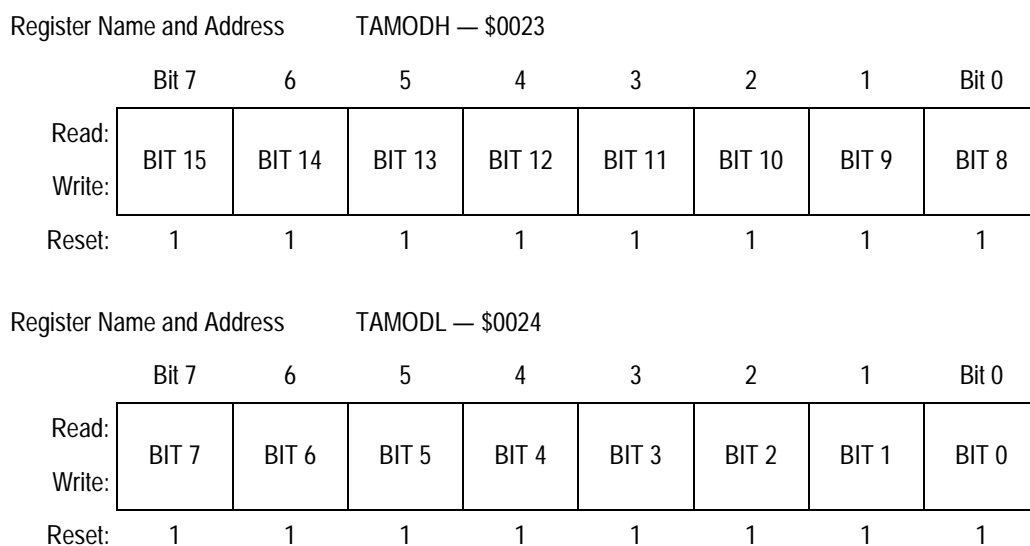 Register Name and Address TAMODH — $0023
Bit 7 6 5 4 3 2 1 Bit 0
Read:
BIT 15 BIT 14 BIT 13 BIT 12 BIT 11 BIT 10 BIT 9 BIT 8
Write:
Reset: 1 1 1 1 1 1 1 1
Register Name and Address TAMODL — $0024
Bit 7 6 5 4 3 2 1 Bit 0
Read:
BIT 7 BIT 6 BIT 5 BIT 4 BIT 3 BIT 2 BIT 1 BIT 0
Write:
Reset: 1 1 1 1 1 1 1 1